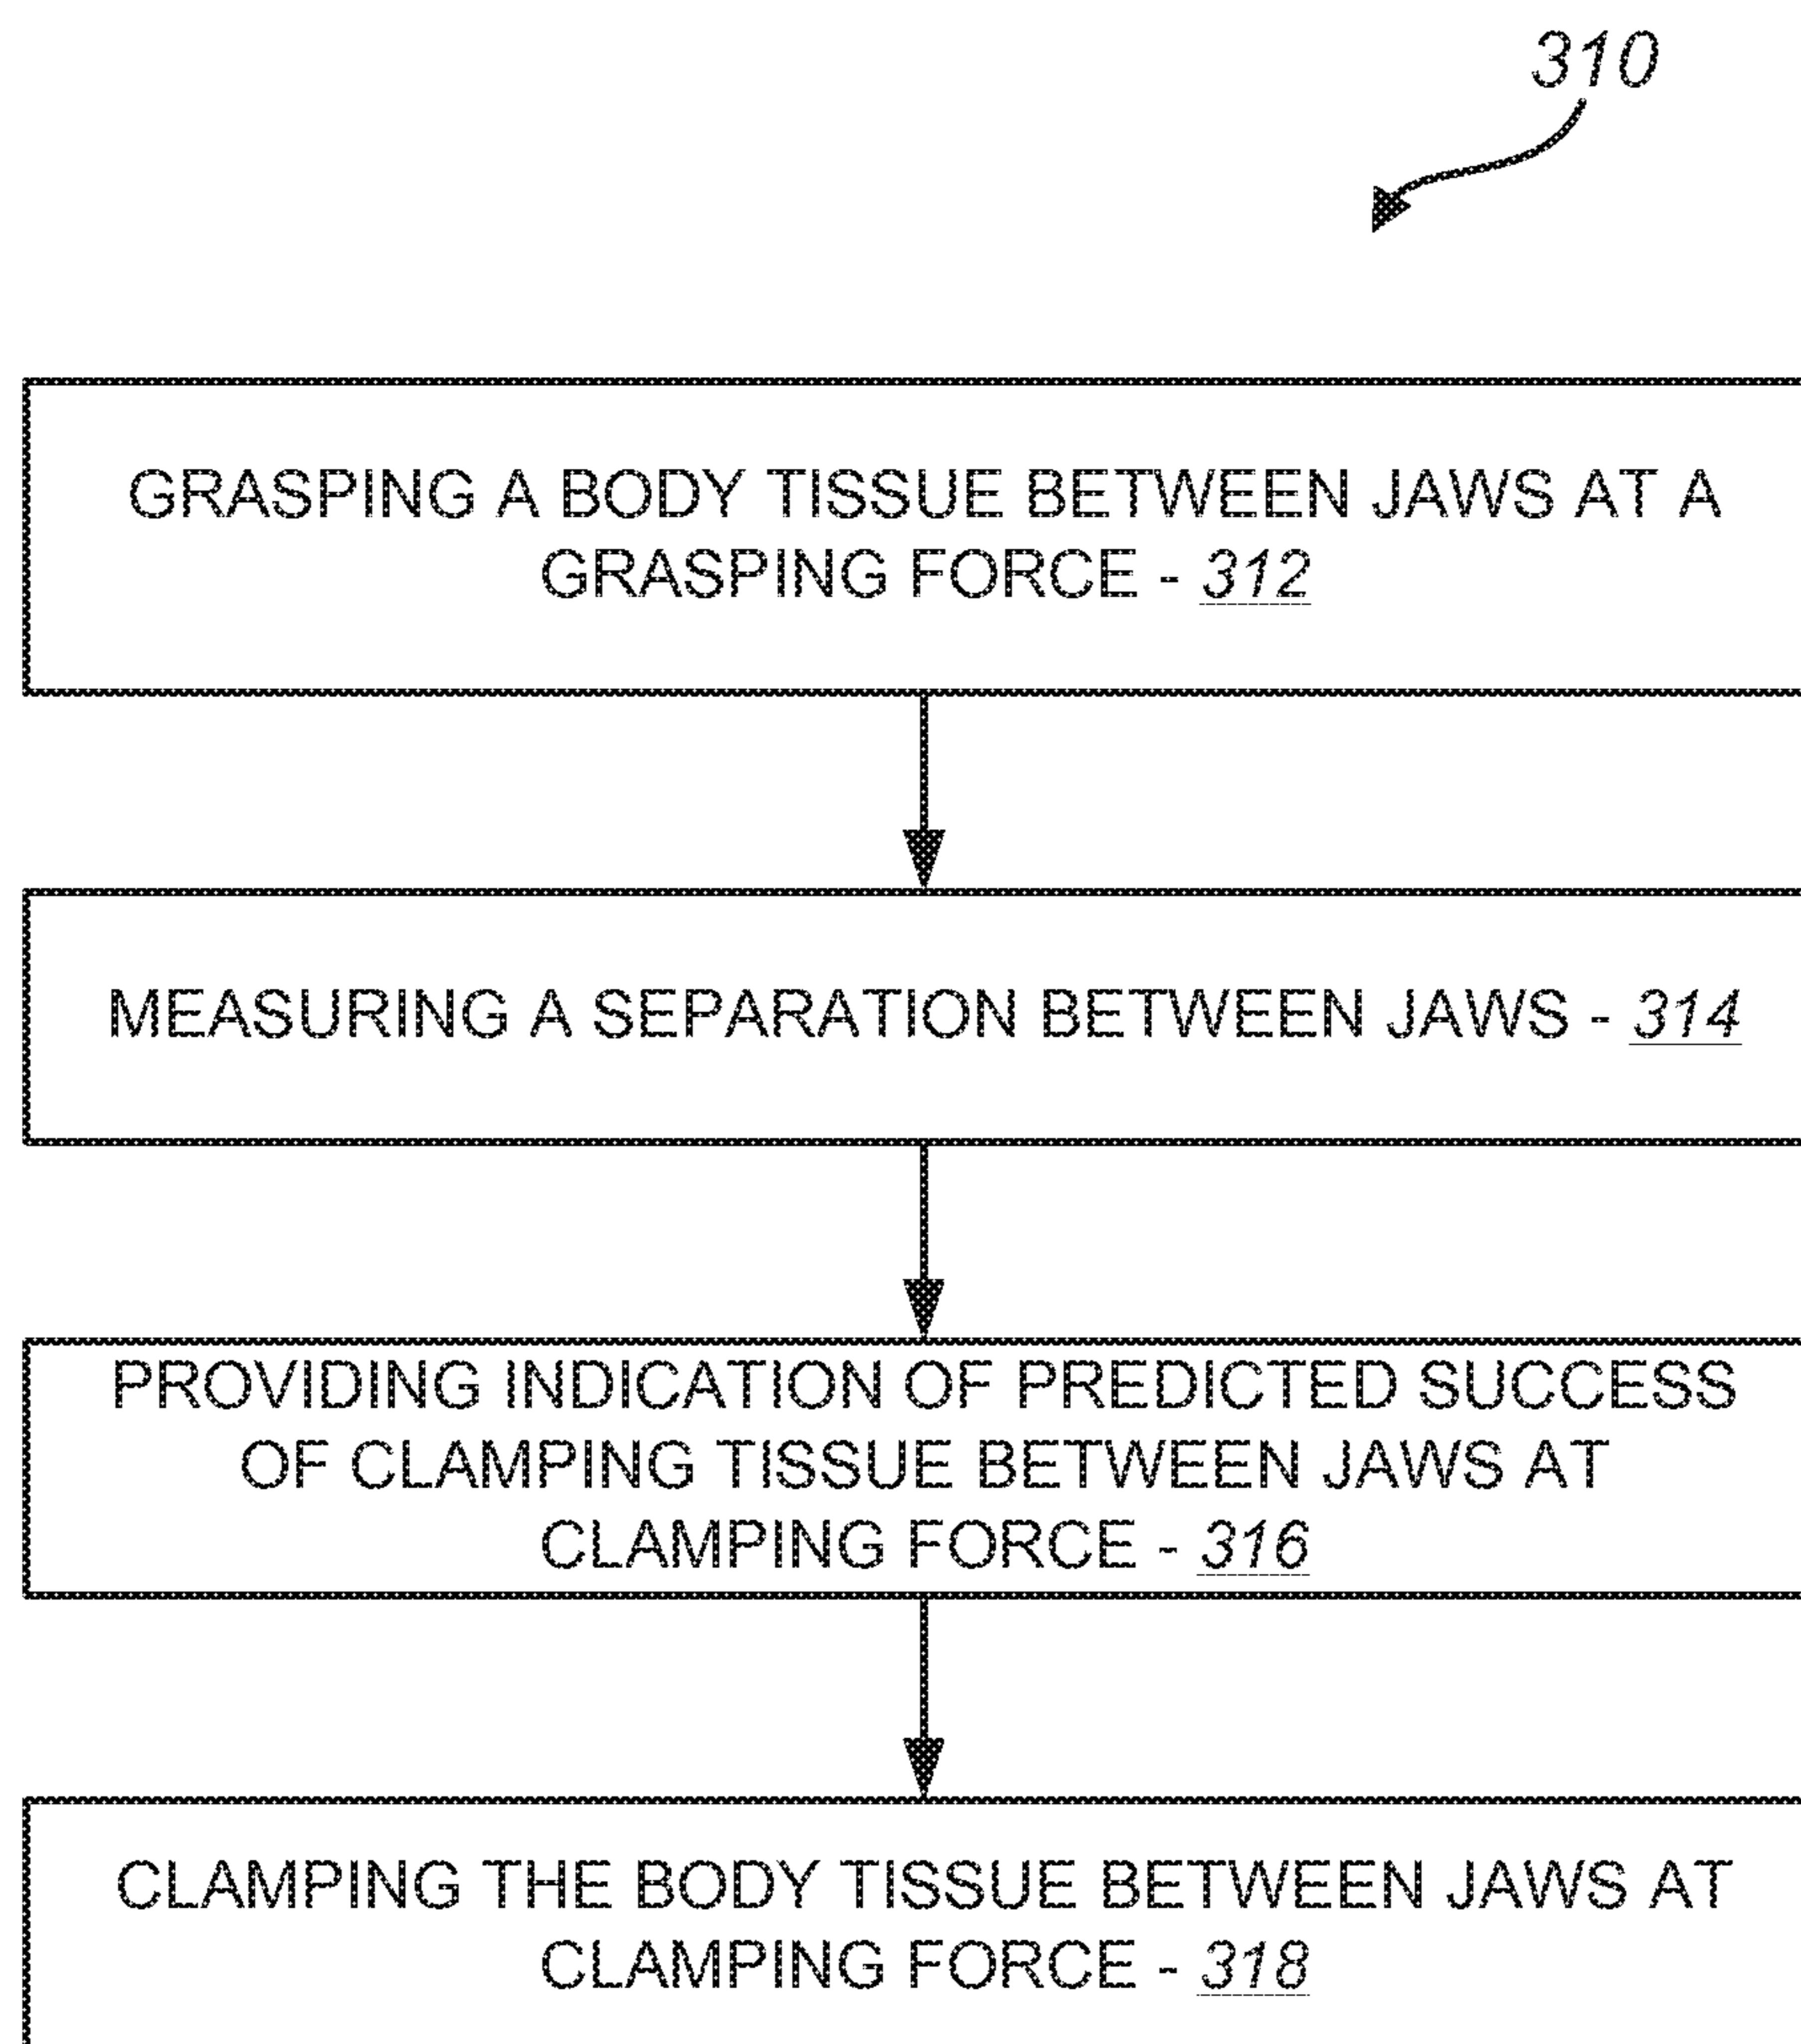 310
GRASPING A BODY TISSUE BETWEEN JAWS AT A
GRASPING FORCE - 312
MEASURING A SEPARATION BETWEEN JAWS - 314
PROVIDING INDICATION OF PREDICTED SUCCESS
OF CLAMPING TISSUE BETWEEN JAWS AT
CLAMPING FORCE - 316
CLAMPING THE BODY TISSUE BETWEEN JAWS AT
CLAMPING FORCE - 318